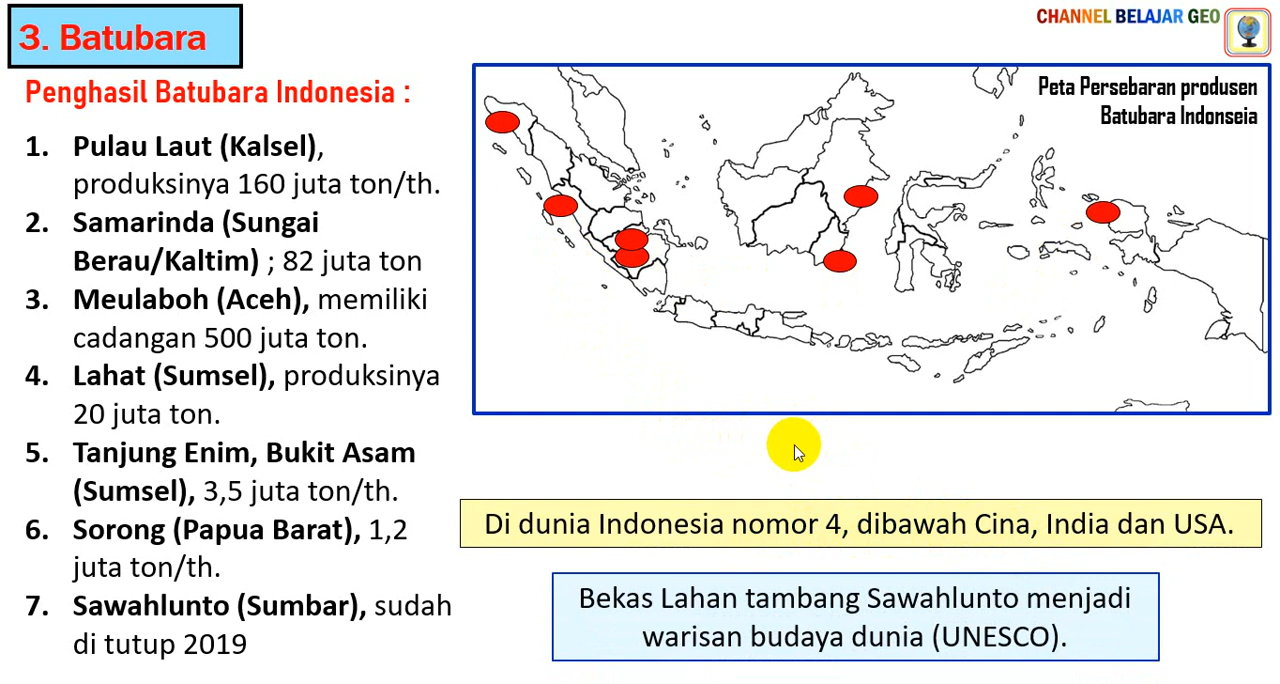 3. Batubara
CHANNEL BELAJAR GEO
Penghasil Batubara Indonesia :
1. Pulau Laut (Kalsel),
produksinya 160 juta ton/th.
2. Samarinda (Sungai
Berau/Kaltim) ; 82 juta ton
3. Meulaboh (Aceh), memiliki
cadangan 500 juta ton.
4. Lahat (Sumsel), produksinya
20 juta ton.
5. Tanjung Enim, Bukit Asam
(Sumsel), 3,5 juta ton/th.
6. Sorong (Papua Barat), 1,2
juta ton/th.
7. Sawahlunto (Sumbar), sudah
di tutup 2019
Peta Persebaran produsen
Batubara Indonseia
Di dunia Indonesia nomor 4, dibawah Cina, India dan USA.
Bekas Lahan tambang Sawahlunto menjadi
warisan budaya dunia (UNESCO).